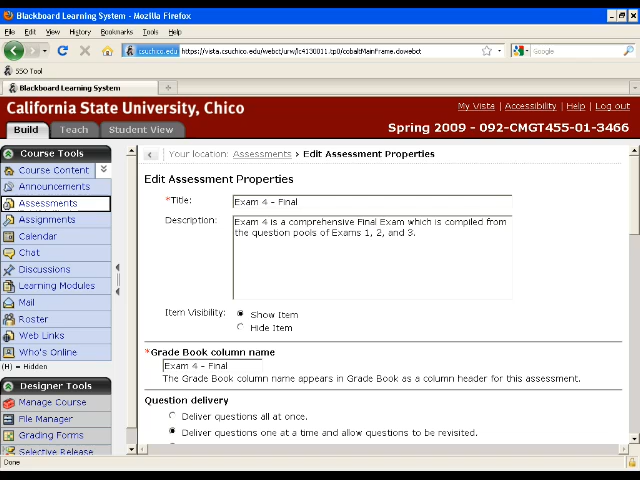 Blackboard Learning System - Mozilla Firefox
File Edit View History Bookmarks Tools Help
csuchico.edu https://vista.csuchico.edu/webct/urw/lc4130011.tp0/cobaltMainFrame.dowebct
Google
SSO Tool
Blackboard Learning System
California State University, Chico
My Vista | Accessibility | Help | Log out
Build Teach Student View
Spring 2009 - 092-CMGT455-01-3466
Course Tools
Course Content
Announcements
Assessments
Assignments
Calendar
Chat
Discussions
Learning Modules
Mail
Roster
Web Links
Who's Online
(H) = Hidden
Designer Tools
Manage Course
File Manager
Grading Forms
Selective Release
Your location: Assessments › Edit Assessment Properties
Edit Assessment Properties
*Title: Exam 4 - Final
Description: Exam 4 is a comprehensive Final Exam which is compiled from
the question pools of Exams 1, 2, and 3.
Item Visibility: Show Item
Hide Item
*Grade Book column name
Exam 4 - Final
The Grade Book column name appears in Grade Book as a column header for this assessment.
Question delivery
Deliver questions all at once.
Deliver questions one at a time and allow questions to be revisited.
Done